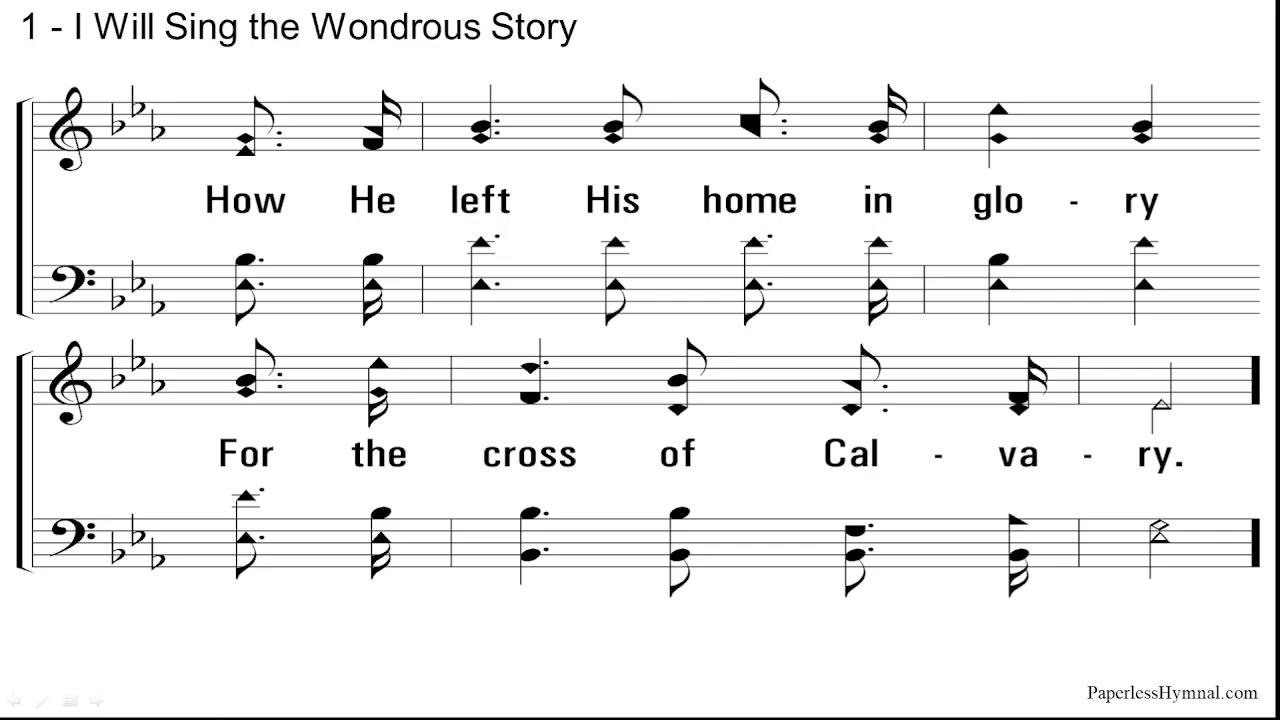 1 - I Will Sing the Wondrous Story
How He left His home in glo - ry
For the cross of Cal - va - ry.
PaperlessHymnal.com